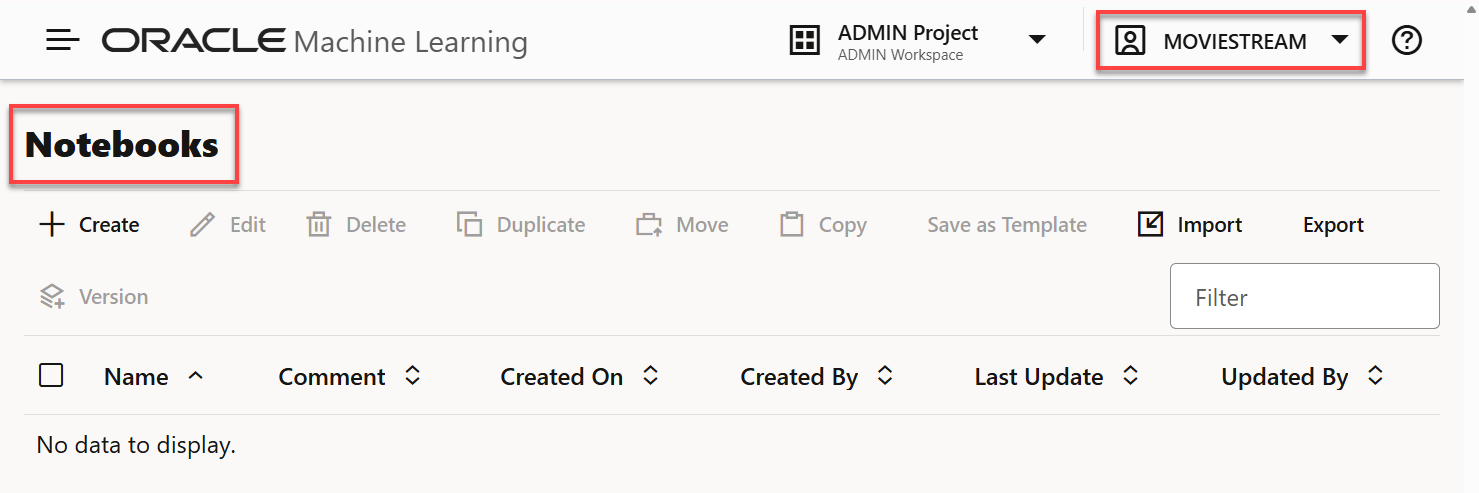 ORACLE Machine Learning
ADMIN Project
ADMIN Workspace
MOVIESTREAM
Notebooks
Create Edit Delete Duplicate Move Copy Save as Template Import Export
Version
Filter
Name Comment Created On Created By Last Update Updated By
No data to display.